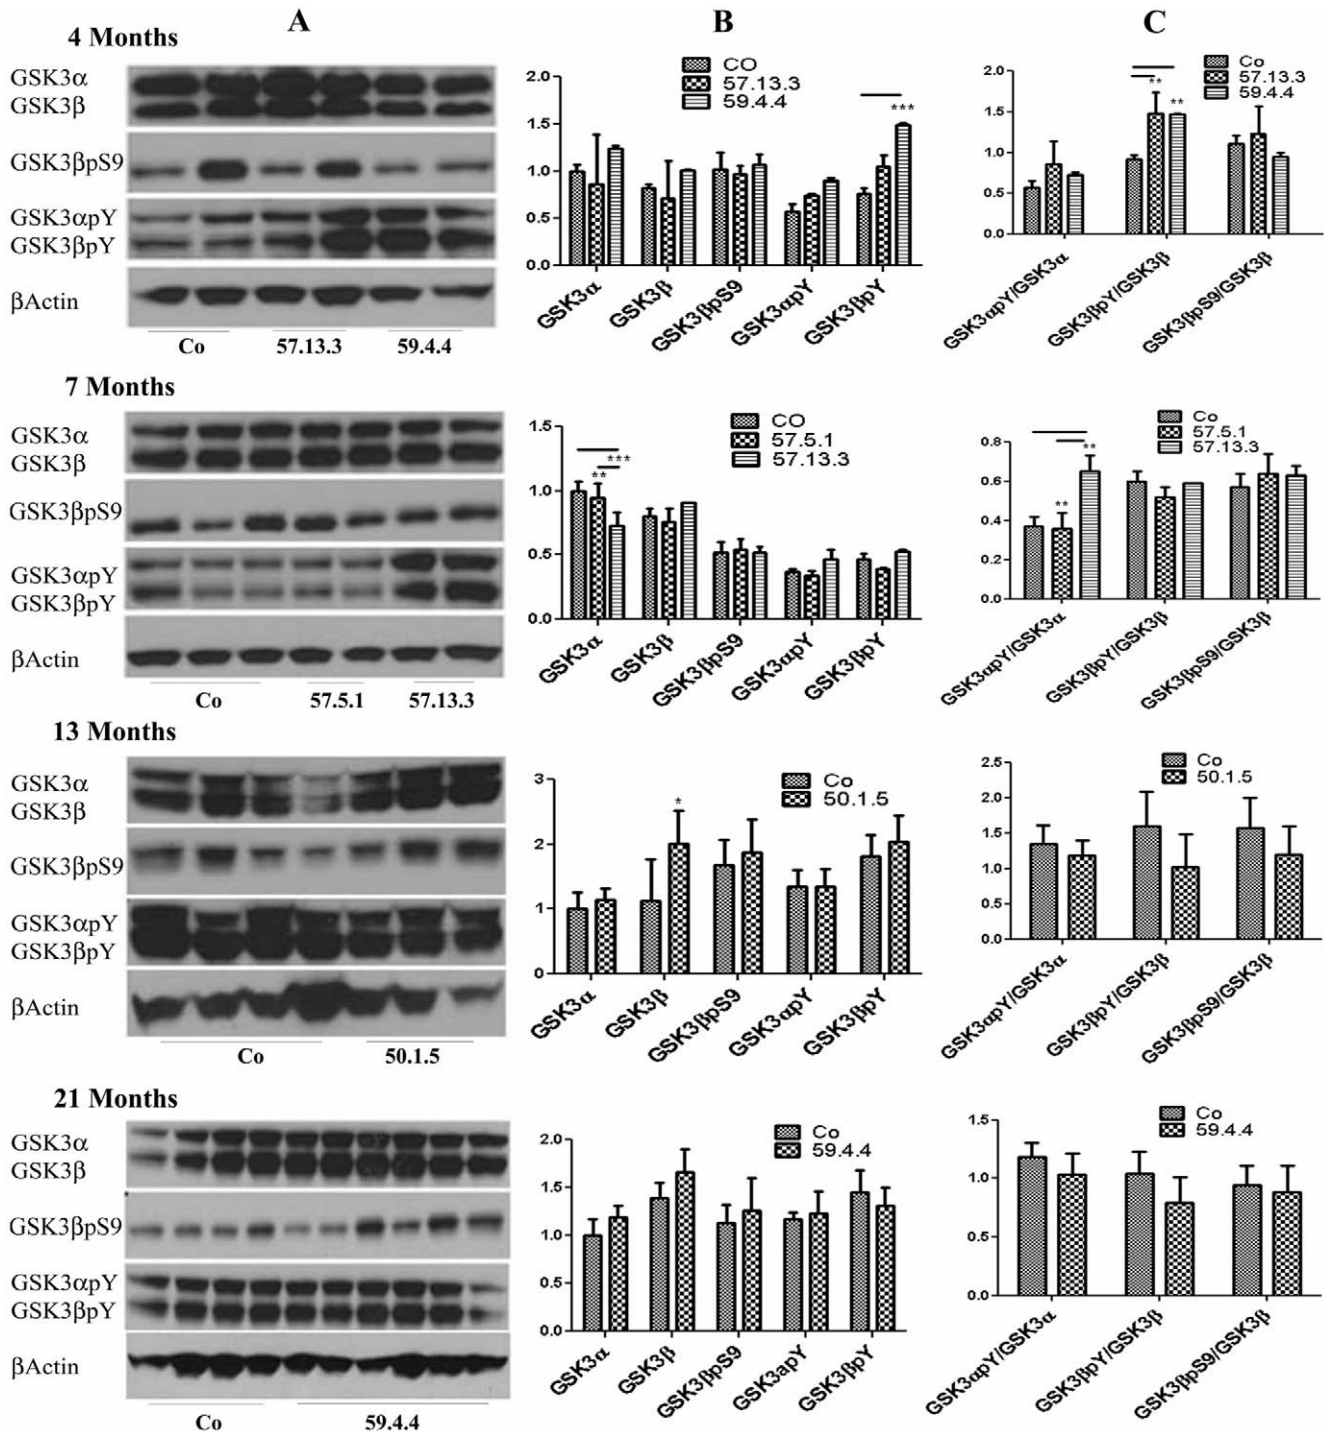 A
B
C
4 Months
GSK3α
GSK3β
GSK3βpS9
GSK3αpY
GSK3βpY
βActin
Co 57.13.3 59.4.4
CO
57.13.3
59.4.4
2.0
1.5
1.0
0.5
0.0
***
GSK3α GSK3β GSK3βpS9 GSK3αpY GSK3βpY
Co
57.13.3
59.4.4
2.0
1.5
1.0
0.5
0.0
** **
GSK3αpY/GSK3α GSK3βpY/GSK3β GSK3βpS9/GSK3β
7 Months
GSK3α
GSK3β
GSK3βpS9
GSK3αpY
GSK3βpY
βActin
Co 57.5.1 57.13.3
CO
57.5.1
57.13.3
1.5
1.0
0.5
0.0
** ***
GSK3α GSK3β GSK3βpS9 GSK3αpY GSK3βpY
Co
57.5.1
57.13.3
0.8
0.6
0.4
0.2
0.0
** **
GSK3αpY/GSK3α GSK3βpY/GSK3β GSK3βpS9/GSK3β
13 Months
GSK3α
GSK3β
GSK3βpS9
GSK3αpY
GSK3βpY
βActin
Co 50.1.5
Co
50.1.5
3
2
1
0
*
GSK3α GSK3β GSK3βpS9 GSK3αpY GSK3βpY
Co
50.1.5
2.5
2.0
1.5
1.0
0.5
0.0
GSK3αpY/GSK3α GSK3βpY/GSK3β GSK3βpS9/GSK3β
21 Months
GSK3α
GSK3β
GSK3βpS9
GSK3αpY
GSK3βpY
βActin
Co 59.4.4
Co
59.4.4
2.0
1.5
1.0
0.5
0.0
GSK3α GSK3β GSK3βpS9 GSK3apY GSK3βpY
Co
59.4.4
1.5
1.0
0.5
0.0
GSK3αpY/GSK3α GSK3βpY/GSK3β GSK3βpS9/GSK3β